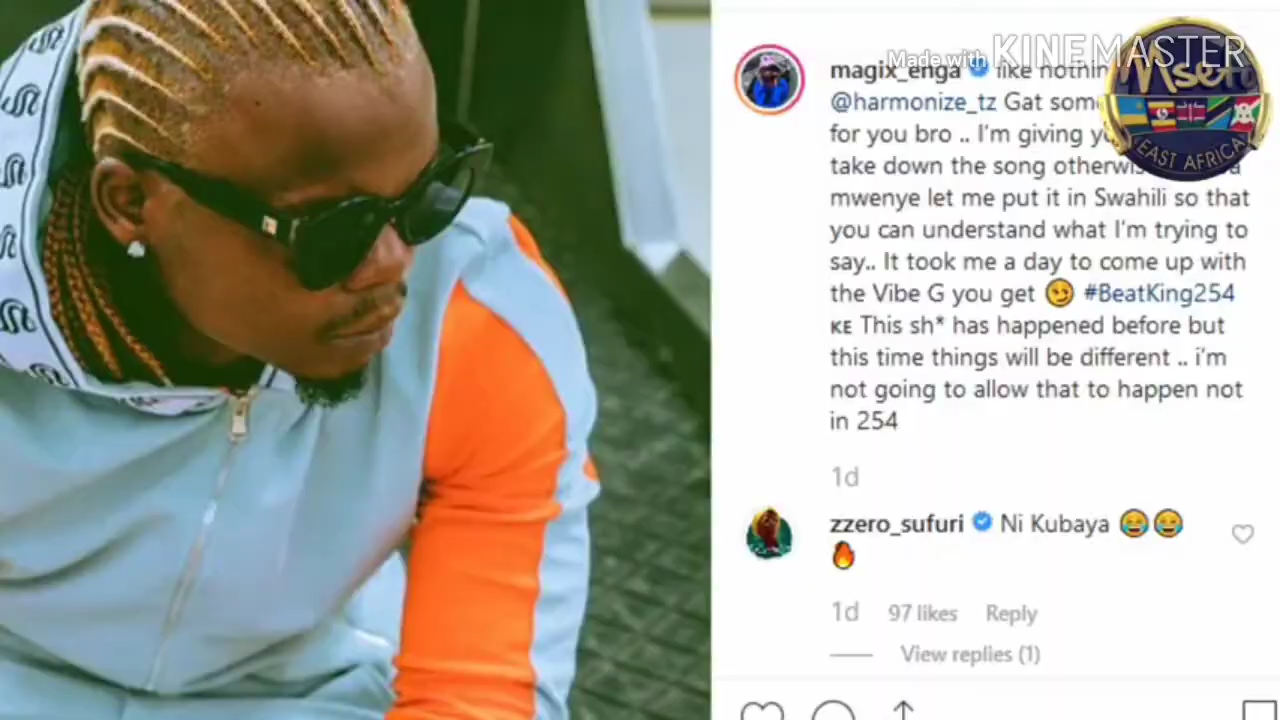 Made with KINEMASTER
magix_enga like nothin
@harmonize_tz Gat som
for you bro .. I'm giving
take down the song
mwenye let me put it in Swahili so that
you can understand what I'm trying to
say.. It took me a day to come up with
the Vibe G you get 😏 #BeatKing254
KE This sh* has happened before but
this time things will be different .. i'm
not going to allow that to happen not
in 254
1d
zzero_sufuri Ni Kubaya 😂😂
🔥
1d 97 likes Reply
View replies (1)
EAST AFRICA